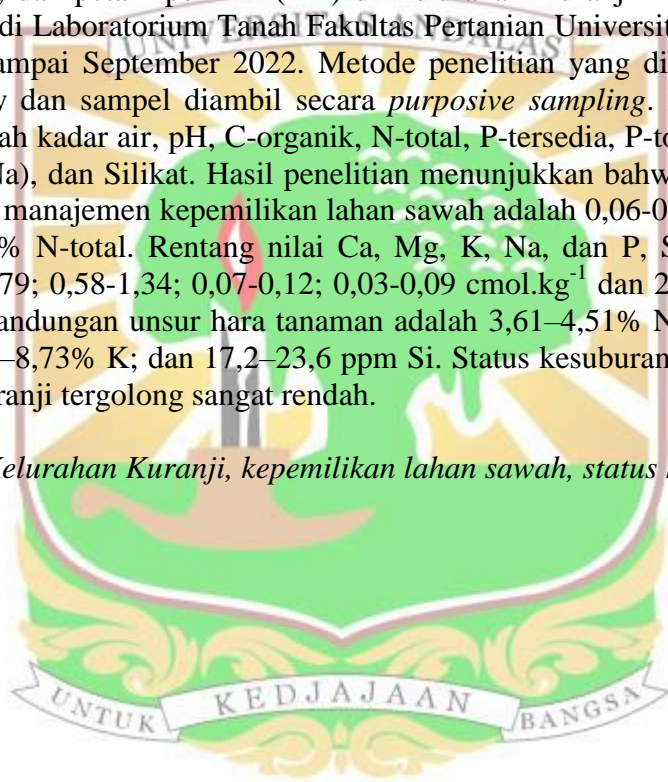 di Laboratorium Tanah Fakultas Pertanian Universit
UNIVERSITAS ANDALAS
ampai September 2022. Metode penelitian yang di
y dan sampel diambil secara purposive sampling.
ah kadar air, pH, C-organik, N-total, P-tersedia, P-to
Na), dan Silikat. Hasil penelitian menunjukkan bahw
manajemen kepemilikan lahan sawah adalah 0,06-0
% N-total. Rentang nilai Ca, Mg, K, Na, dan P, S
79; 0,58-1,34; 0,07-0,12; 0,03-0,09 cmol.kg-1 dan 2
andungan unsur hara tanaman adalah 3,61–4,51% N
–8,73% K; dan 17,2–23,6 ppm Si. Status kesuburan
ranji tergolong sangat rendah.
Kelurahan Kuranji, kepemilikan lahan sawah, status
UNTUK KEDJAJAAN BANGSA